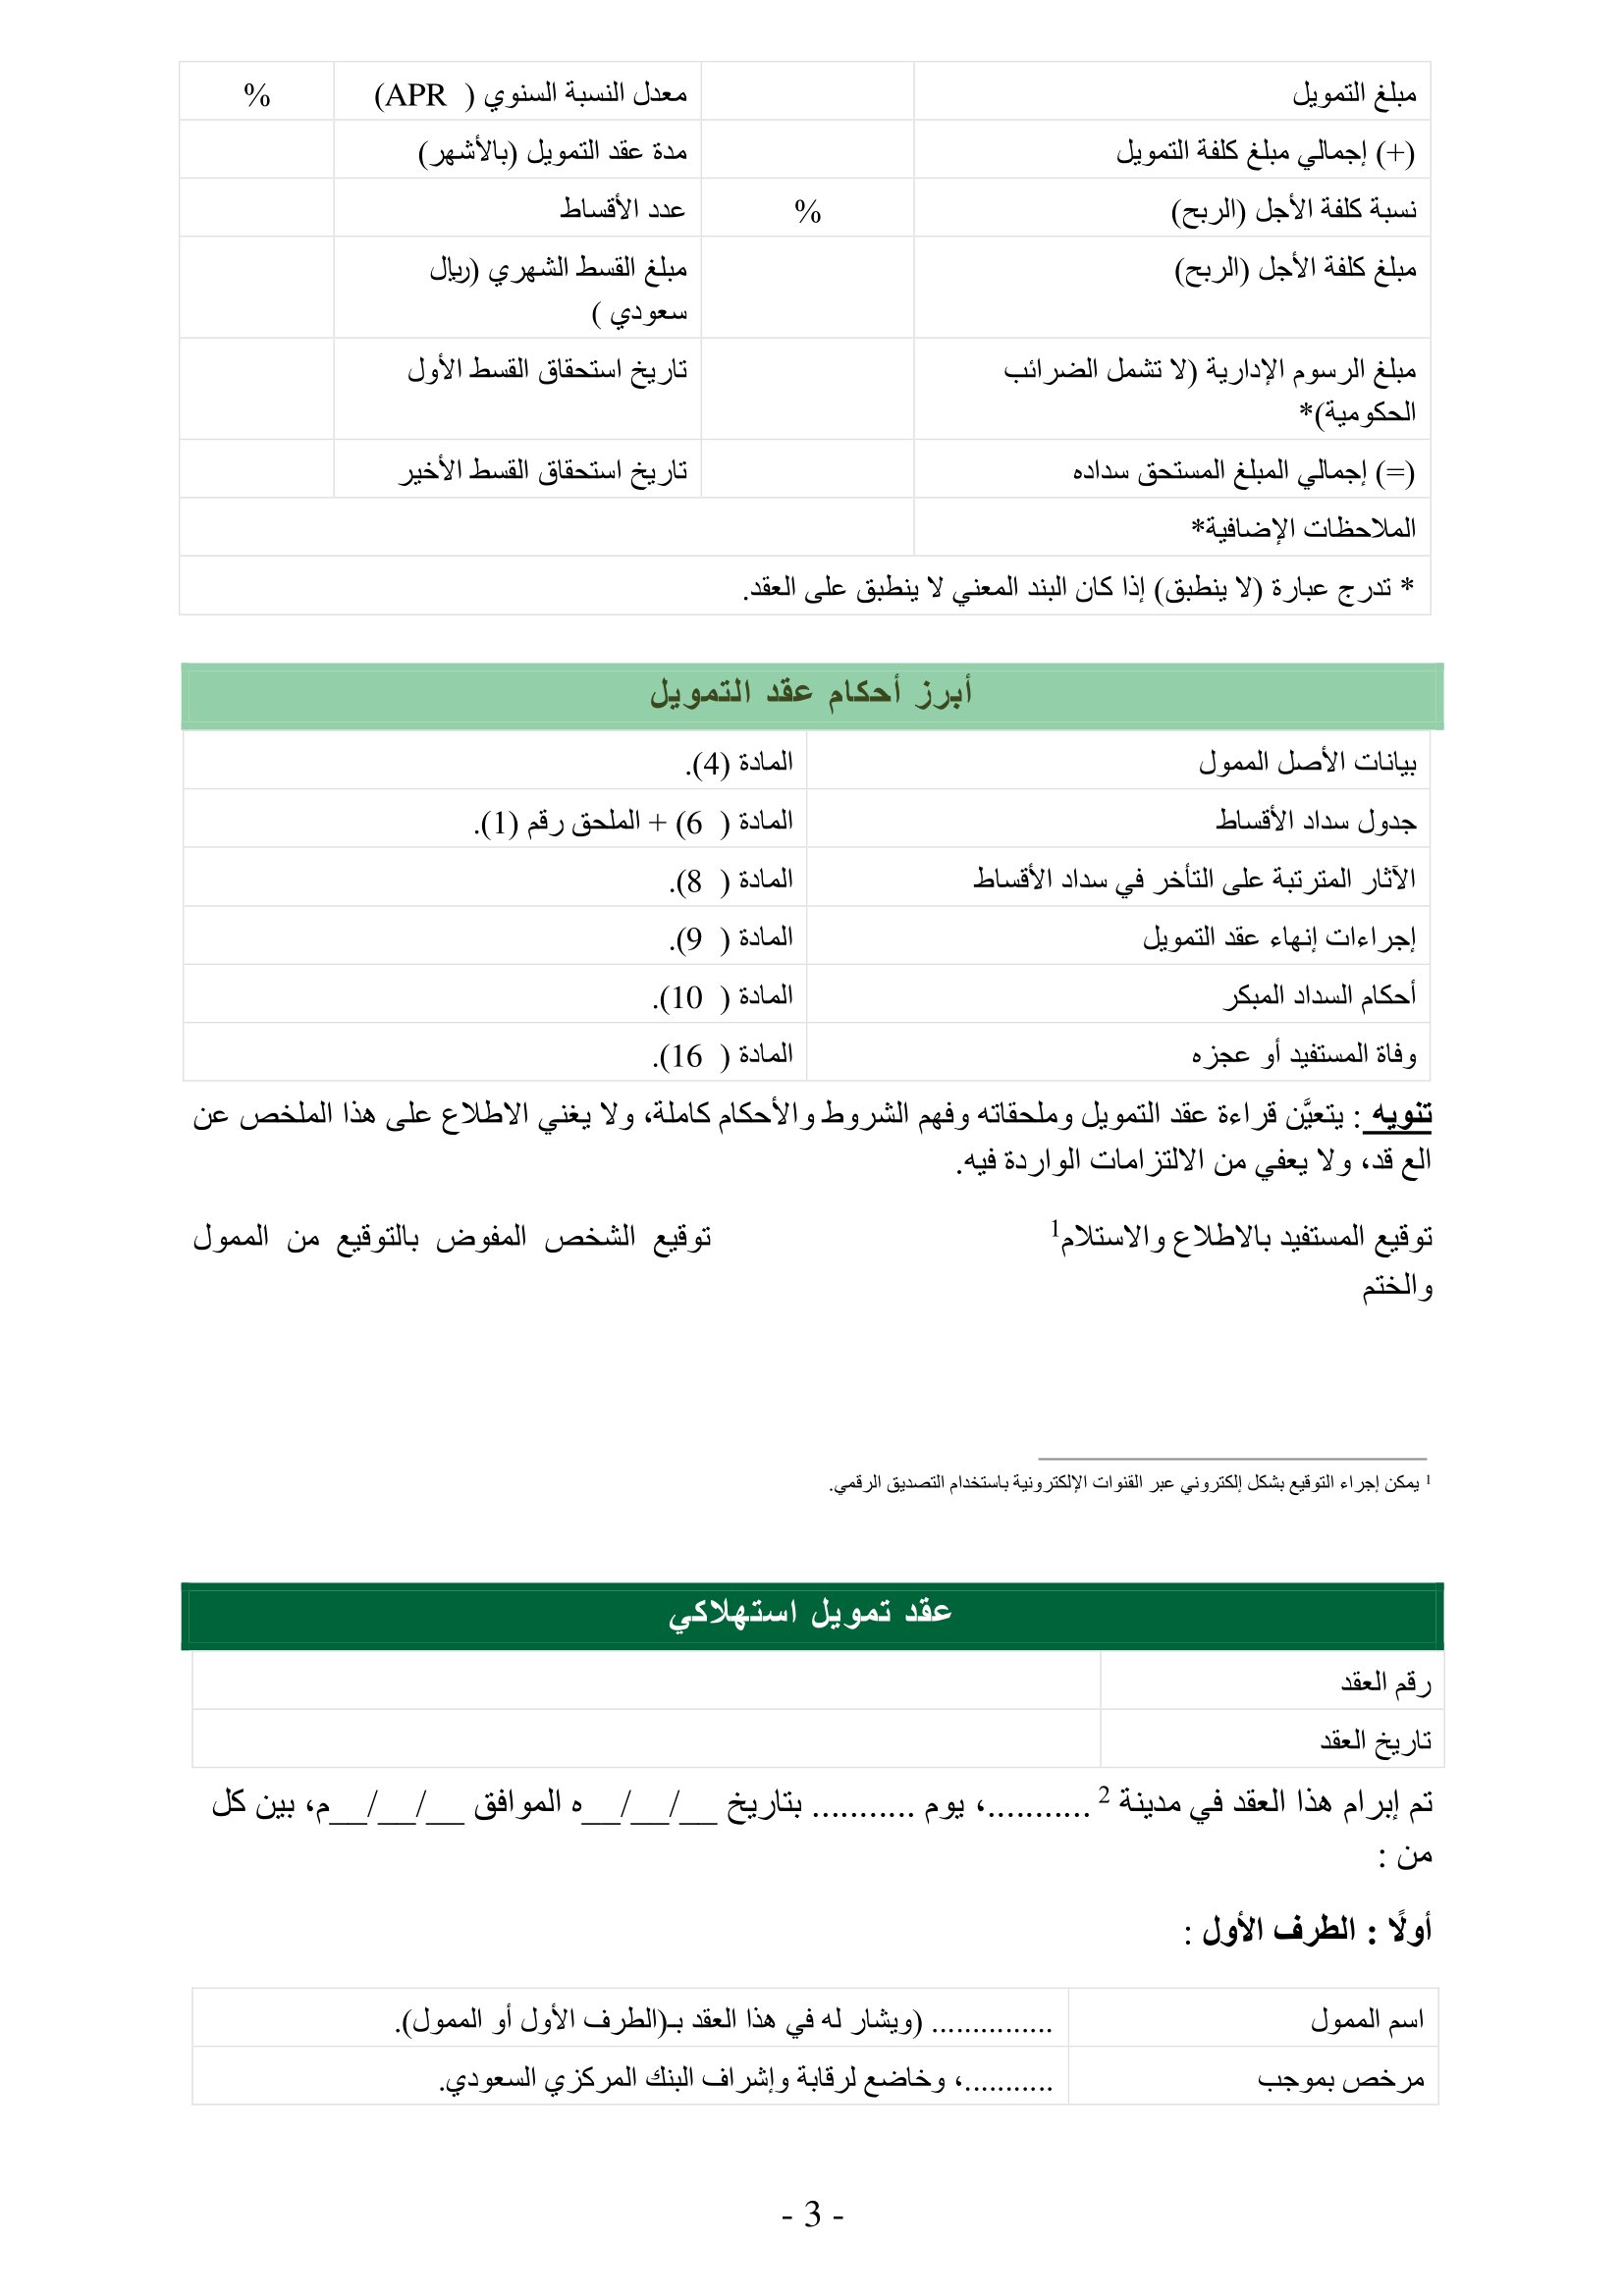 مبلغ التمويل معدل النسبة السنوي ( APR) %
(+) إجمالي مبلغ كلفة التمويل مدة عقد التمويل (بالأشهر)
نسبة كلفة الأجل (الربح) % عدد الأقساط
مبلغ كلفة الأجل (الربح) مبلغ القسط الشهري (ريال
سعودي )
مبلغ الرسوم الإدارية (لا تشمل الضرائب تاريخ استحقاق القسط الأول
الحكومية)*
(=) إجمالي المبلغ المستحق سداده تاريخ استحقاق القسط الأخير
الملاحظات الإضافية*
* تدرج عبارة (لا ينطبق) إذا كان البند المعني لا ينطبق على العقد.
أبرز أحكام عقد التمويل
بيانات الأصل الممول المادة (4).
جدول سداد الأقساط المادة ( 6) + الملحق رقم (1).
الآثار المترتبة على التأخر في سداد الأقساط المادة ( 8).
إجراءات إنهاء عقد التمويل المادة ( 9).
أحكام السداد المبكر المادة ( 10).
وفاة المستفيد أو عجزه المادة ( 16).
تنويه : يتعيَّن قراءة عقد التمويل وملحقاته وفهم الشروط والأحكام كاملة، ولا يغني الاطلاع على هذا الملخص عن
الع قد، ولا يعفي من الالتزامات الواردة فيه.
توقيع المستفيد بالاطلاع والاستلام1 توقيع الشخص المفوض بالتوقيع من الممول
والختم
1 يمكن إجراء التوقيع بشكل إلكتروني عبر القنوات الإلكترونية باستخدام التصديق الرقمي.
عقد تمويل استهلاكي
رقم العقد
تاريخ العقد
تم إبرام هذا العقد في مدينة 2 ...........، يوم ........... بتاريخ __/__/__ه الموافق __/__/__م، بين كل
من :
أولًا : الطرف الأول :
اسم الممول ............... (ويشار له في هذا العقد بـ(الطرف الأول أو الممول).
مرخص بموجب ...........، وخاضع لرقابة وإشراف البنك المركزي السعودي.
- 3 -